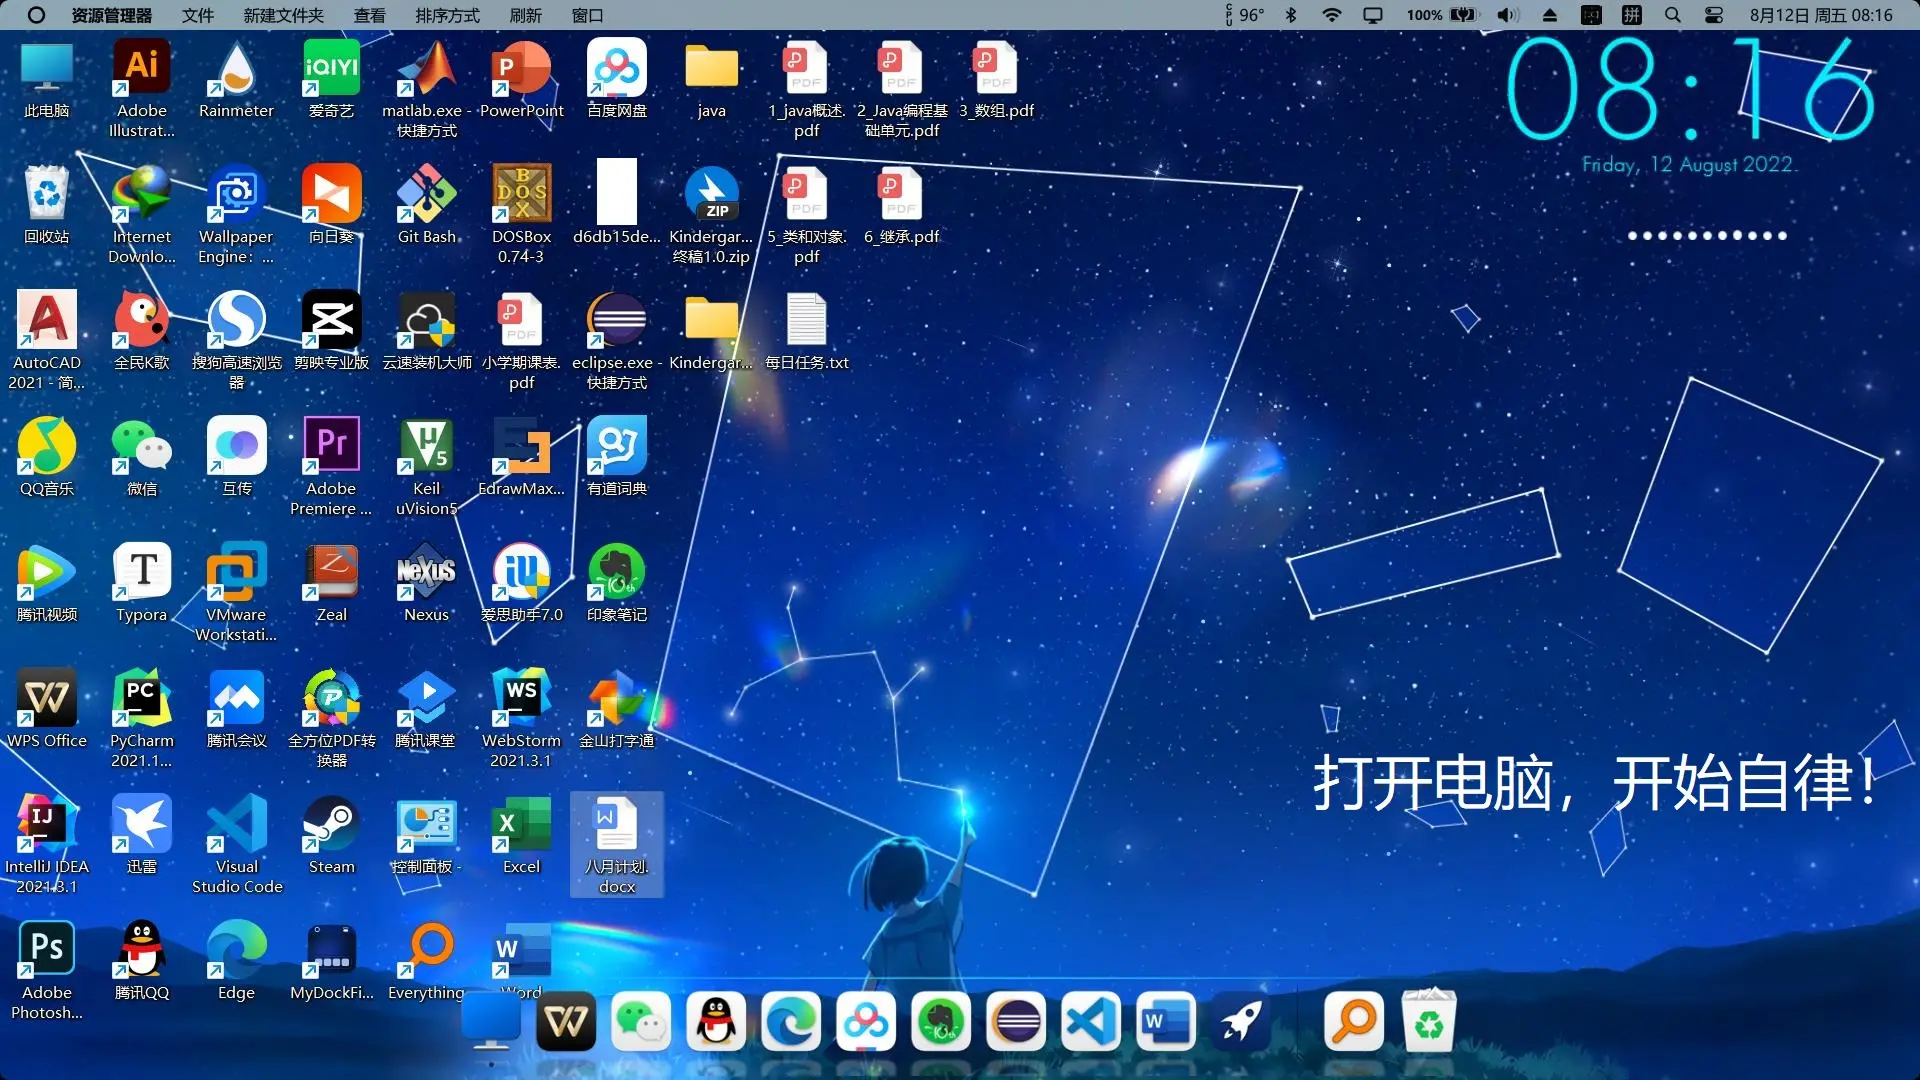 资源管理器 文件 新建文件夹 查看 排序方式 刷新 窗口
CPU 96° 100% 拼 8月12日 周五 08:16
08:16
Friday, 12 August 2022.
此电脑
Adobe
Illustrat...
Rainmeter
爱奇艺
matlab.exe -
快捷方式
PowerPoint
百度网盘
java
1_java概述.
pdf
2_Java编程基
础单元.pdf
3_数组.pdf
回收站
Internet
Downlo...
Wallpaper
Engine：...
向日葵
Git Bash
DOSBox
0.74-3
d6db15de...
Kindergar...
终稿1.0.zip
5_类和对象.
pdf
6_继承.pdf
AutoCAD
2021 - 简...
全民K歌
搜狗高速浏览
器
剪映专业版
云速装机大师
小学期课表.
pdf
eclipse.exe -
快捷方式
Kindergar...
每日任务.txt
QQ音乐
微信
互传
Adobe
Premiere ...
Keil
uVision5
EdrawMax...
有道词典
腾讯视频
Typora
VMware
Workstati...
Zeal
Nexus
爱思助手7.0
印象笔记
WPS Office
PyCharm
2021.1...
腾讯会议
全方位PDF转
换器
腾讯课堂
WebStorm
2021.3.1
金山打字通
打开电脑，开始自律！
IntelliJ IDEA
2021.3.1
迅雷
Visual
Studio Code
Steam
控制面板 -
Excel
八月计划.
docx
Adobe
Photosh...
腾讯QQ
Edge
MyDockFi...
Everything
Word